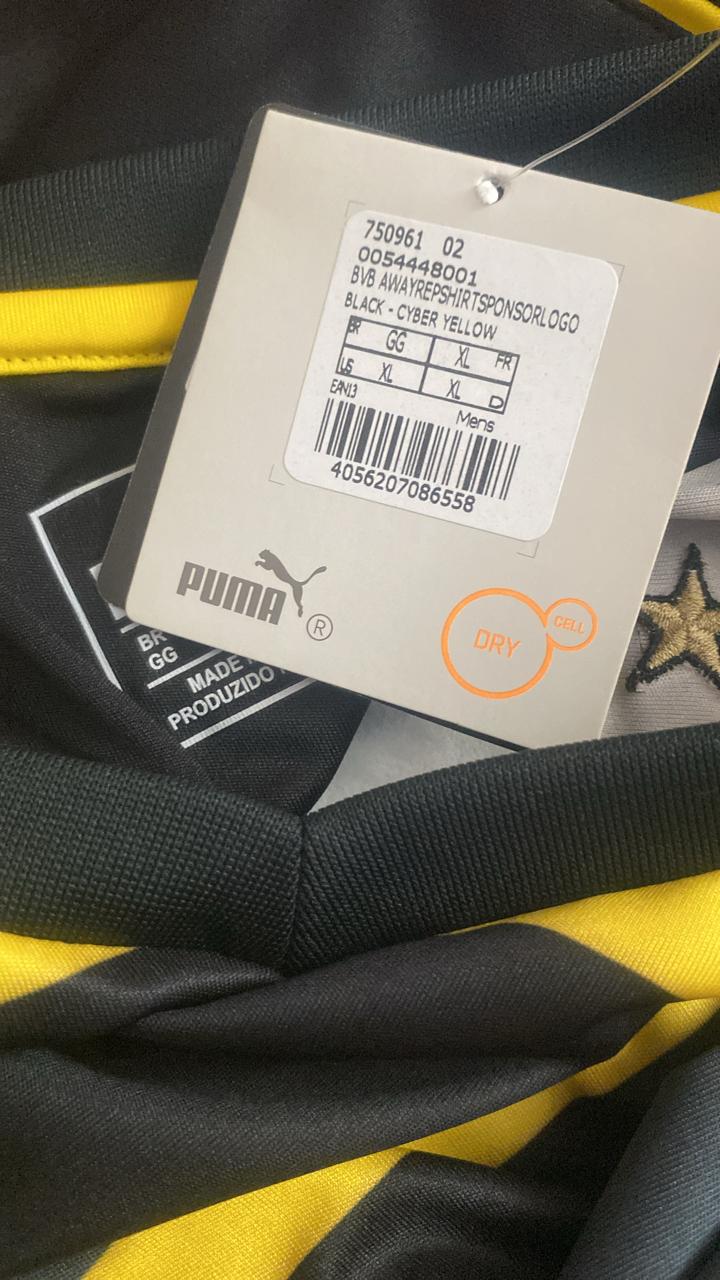 750961 02
0054448001
BVB AWAYREPSHIRTSPONSORLOGO
BLACK - CYBER YELLOW
BR GG XL FR
US XL XL D
EAN13
Mens
4056207086558
PUMA ®
DRY CELL
BR
GG
MADE
PRODUZIDO